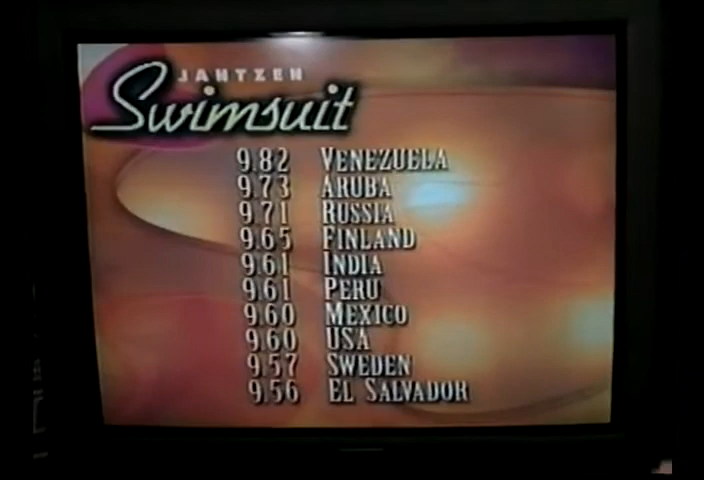 JANTZEN
Swimsuit
9.82 VENEZUELA
9.73 ARUBA
9.71 RUSSIA
9.65 FINLAND
9.61 INDIA
9.61 PERU
9.60 MEXICO
9.60 USA
9.57 SWEDEN
9.56 EL SALVADOR